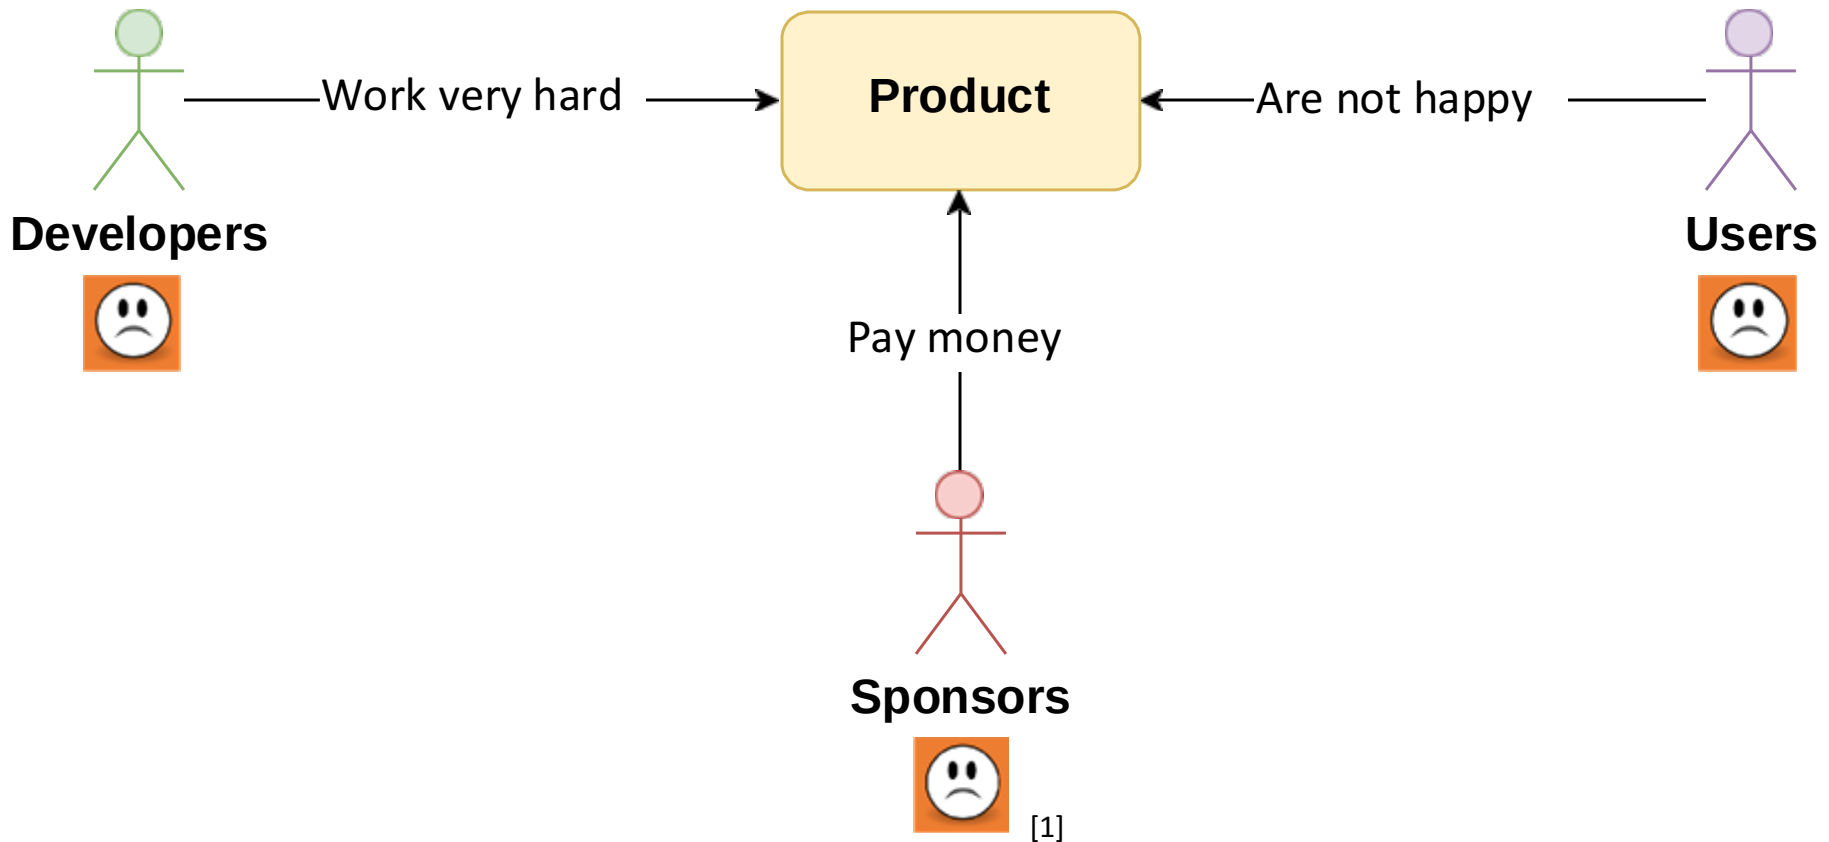 Product
Work very hard
Are not happy
Developers
Users
Pay money
Sponsors
[1]